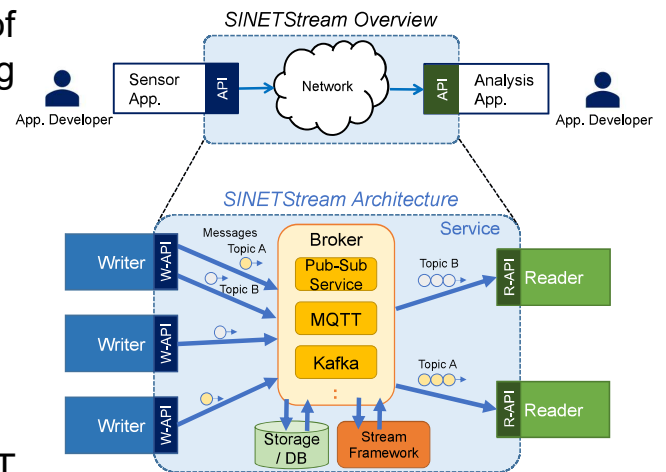 of
g
SINETStream Overview
Sensor
App.
API
Network
API
Analysis
App.
App. Developer
App. Developer
SINETStream Architecture
Service
Messages
Topic A
Topic B
Writer
W-API
Writer
W-API
Writer
W-API
Broker
Pub-Sub
Service
MQTT
Kafka
:
Storage
/ DB
Stream
Framework
Topic B
R-API
Reader
Topic A
R-API
Reader
T